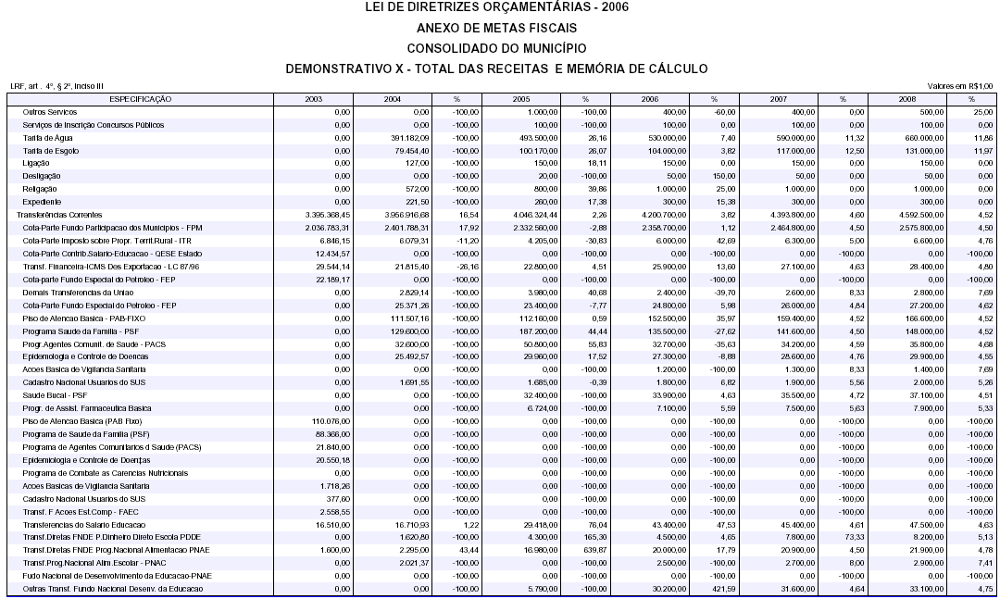 LEI DE DIRETRIZES ORÇAMENTÁRIAS - 2006
ANEXO DE METAS FISCAIS
CONSOLIDADO DO MUNICÍPIO
DEMONSTRATIVO X - TOTAL DAS RECEITAS E MEMÓRIA DE CÁLCULO
LRF, art . 4º, § 2º, Inciso III Valores em R$1,00
ESPECIFICAÇÃO 2003 2004 % 2005 % 2006 % 2007 % 2008 %
Outros Servicos 0,00 0,00 -100,00 1.000,00 -100,00 400,00 -60,00 400,00 0,00 500,00 25,00
Serviços de Inscrição Concursos Públicos 0,00 0,00 -100,00 100,00 -100,00 100,00 0,00 100,00 0,00 100,00 0,00
Tarifa de Água 0,00 391.182,09 -100,00 493.500,00 26,16 530.000,00 7,40 590.000,00 11,32 660.000,00 11,86
Tarifa de Esgoto 0,00 79.454,40 -100,00 100.170,00 26,07 104.000,00 3,82 117.000,00 12,50 131.000,00 11,97
Ligação 0,00 127,00 -100,00 150,00 18,11 150,00 0,00 150,00 0,00 150,00 0,00
Desligação 0,00 0,00 -100,00 20,00 -100,00 50,00 150,00 50,00 0,00 50,00 0,00
Religação 0,00 572,00 -100,00 800,00 39,86 1.000,00 25,00 1.000,00 0,00 1.000,00 0,00
Expediente 0,00 221,50 -100,00 260,00 17,38 300,00 15,38 300,00 0,00 300,00 0,00
Transferências Correntes 3.395.368,45 3.956.916,68 16,54 4.046.324,44 2,26 4.200.700,00 3,82 4.393.800,00 4,60 4.592.500,00 4,52
Cota-Parte Fundo Participacao dos Municipios - FPM 2.036.783,31 2.401.788,31 17,92 2.332.560,00 -2,88 2.358.700,00 1,12 2.464.800,00 4,50 2.575.800,00 4,50
Cota-Parte Imposto sobre Propr. Territ.Rural - ITR 6.846,15 6.079,31 -11,20 4.205,00 -30,83 6.000,00 42,69 6.300,00 5,00 6.600,00 4,76
Cota-Parte Contrib.Salario-Educacao - QESE Estado 12.434,57 0,00 -100,00 0,00 -100,00 0,00 -100,00 0,00 -100,00 0,00 -100,00
Transf. Financeira-ICMS Des Exportacao - LC 87/96 29.544,14 21.815,40 -26,16 22.800,00 4,51 25.900,00 13,60 27.100,00 4,63 28.400,00 4,80
Cota-parte Fundo Especial do Petroleo - FEP 22.189,17 0,00 -100,00 0,00 -100,00 0,00 -100,00 0,00 -100,00 0,00 -100,00
Demais Transferencias da Uniao 0,00 2.829,14 -100,00 3.980,00 40,68 2.400,00 -39,70 2.600,00 8,33 2.800,00 7,69
Cota-Parte Fundo Especial do Petroleo - FEP 0,00 25.371,26 -100,00 23.400,00 -7,77 24.800,00 5,98 26.000,00 4,84 27.200,00 4,62
Piso de Atencao Basica - PAB-FIXO 0,00 111.507,16 -100,00 112.160,00 0,59 152.500,00 35,97 159.400,00 4,52 166.600,00 4,52
Programa Saude da Familia - PSF 0,00 129.600,00 -100,00 187.200,00 44,44 135.500,00 -27,62 141.600,00 4,50 148.000,00 4,52
Progr.Agentes Comunit. de Saude - PACS 0,00 32.600,00 -100,00 50.800,00 55,83 32.700,00 -35,63 34.200,00 4,59 35.800,00 4,68
Epidemologia e Controle de Doencas 0,00 25.492,57 -100,00 29.960,00 17,52 27.300,00 -8,88 28.600,00 4,76 29.900,00 4,55
Acoes Basica de Vigilancia Sanitaria 0,00 0,00 -100,00 0,00 -100,00 1.200,00 -100,00 1.300,00 8,33 1.400,00 7,69
Cadastro Nacional Usuarios do SUS 0,00 1.691,55 -100,00 1.685,00 -0,39 1.800,00 6,82 1.900,00 5,56 2.000,00 5,26
Saude Bucal - PSF 0,00 0,00 -100,00 32.400,00 -100,00 33.900,00 4,63 35.500,00 4,72 37.100,00 4,51
Progr. de Assist. Farmaceutica Basica 0,00 0,00 -100,00 6.724,00 -100,00 7.100,00 5,59 7.500,00 5,63 7.900,00 5,33
Piso de Atencao Basica (PAB Fixo) 110.076,00 0,00 -100,00 0,00 -100,00 0,00 -100,00 0,00 -100,00 0,00 -100,00
Programa de Saude da Familia (PSF) 88.366,00 0,00 -100,00 0,00 -100,00 0,00 -100,00 0,00 -100,00 0,00 -100,00
Programa de Agentes Comunitarios d Saude (PACS) 21.840,00 0,00 -100,00 0,00 -100,00 0,00 -100,00 0,00 -100,00 0,00 -100,00
Epidemiologia e Controle de Doen‡as 20.550,18 0,00 -100,00 0,00 -100,00 0,00 -100,00 0,00 -100,00 0,00 -100,00
Programa de Combate as Carencias Nutricionais 0,00 0,00 -100,00 0,00 -100,00 0,00 -100,00 0,00 -100,00 0,00 -100,00
Acoes Basicas de Vigilancia Sanitaria 1.718,26 0,00 -100,00 0,00 -100,00 0,00 -100,00 0,00 -100,00 0,00 -100,00
Cadastro Nacional Usuarios do SUS 377,60 0,00 -100,00 0,00 -100,00 0,00 -100,00 0,00 -100,00 0,00 -100,00
Transf. F Acoes Est.Comp - FAEC 2.558,55 0,00 -100,00 0,00 -100,00 0,00 -100,00 0,00 -100,00 0,00 -100,00
Transferencias do Salario Educacao 16.510,00 16.710,93 1,22 29.418,00 76,04 43.400,00 47,53 45.400,00 4,61 47.500,00 4,63
Transf.Diretas FNDE P.Dinheiro Direto Escola PDDE 0,00 1.620,80 -100,00 4.300,00 165,30 4.500,00 4,65 7.800,00 73,33 8.200,00 5,13
Transf.Diretas FNDE Prog.Nacional Alimentacao PNAE 1.600,00 2.295,00 43,44 16.980,00 639,87 20.000,00 17,79 20.900,00 4,50 21.900,00 4,78
Transf.Prog.Nacional Alim.Escolar - PNAC 0,00 2.021,37 -100,00 0,00 -100,00 2.500,00 -100,00 2.700,00 8,00 2.900,00 7,41
Fudo Nacional de Desenvolvimento da Educacao-PNAE 0,00 0,00 -100,00 0,00 -100,00 0,00 -100,00 0,00 -100,00 0,00 -100,00
Outras Transf. Fundo Nacional Desenv. da Educacao 0,00 0,00 -100,00 5.790,00 -100,00 30.200,00 421,59 31.600,00 4,64 33.100,00 4,75